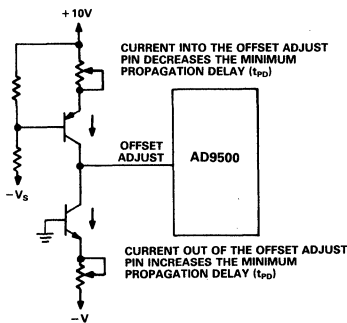 +10V
CURRENT INTO THE OFFSET ADJUST
PIN DECREASES THE MINIMUM
PROPAGATION DELAY (tPD)
OFFSET
ADJUST
AD9500
-VS
CURRENT OUT OF THE OFFSET ADJUST
PIN INCREASES THE MINIMUM
PROPAGATION DELAY (tPD)
-V